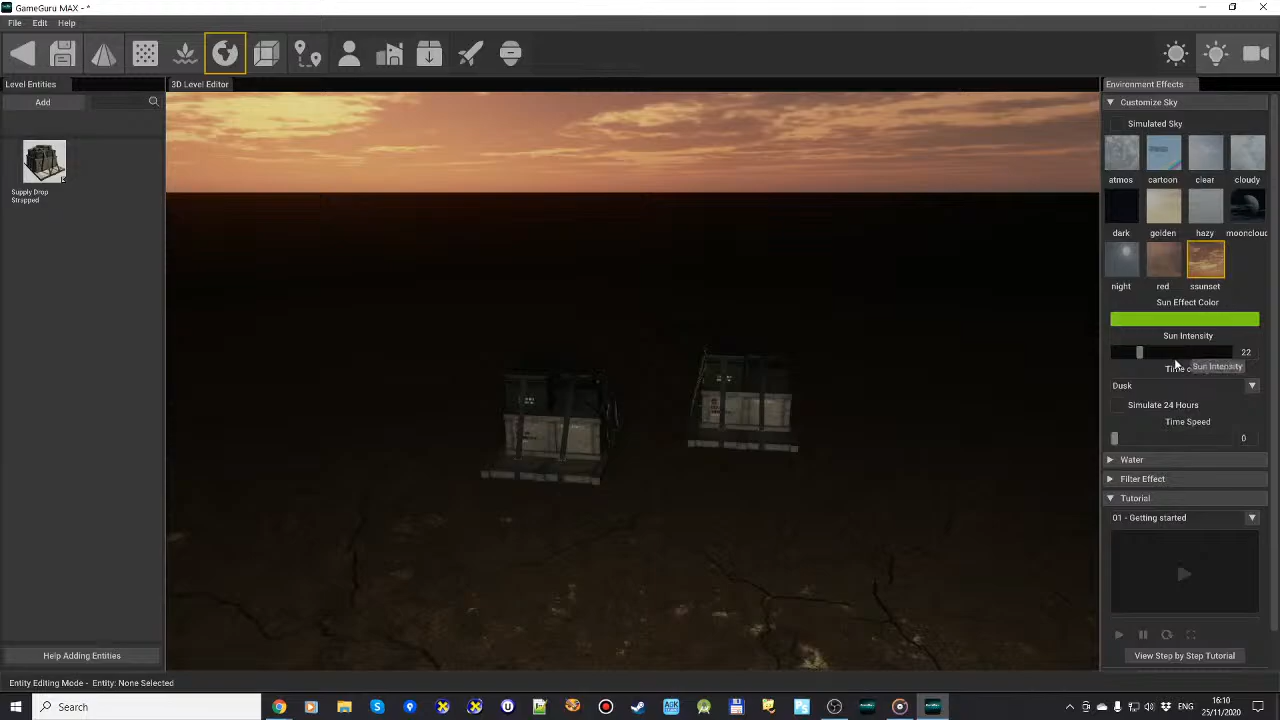 GameGuru MAX - *
File Edit Help
Level Entities
3D Level Editor
Environment Effects
Add
Customize Sky
Simulated Sky
atmos cartoon clear cloudy
dark golden hazy mooncloud
night red ssunset
Supply Drop
Strapped
Sun Effect Color
Sun Intensity
22
Time o
Sun Intensity
Dusk
Simulate 24 Hours
Time Speed
0
Water
Filter Effect
Tutorial
01 - Getting started
View Step by Step Tutorial
Help Adding Entities
Entity Editing Mode - Entity: None Selected
Search
16:10
25/11/2020